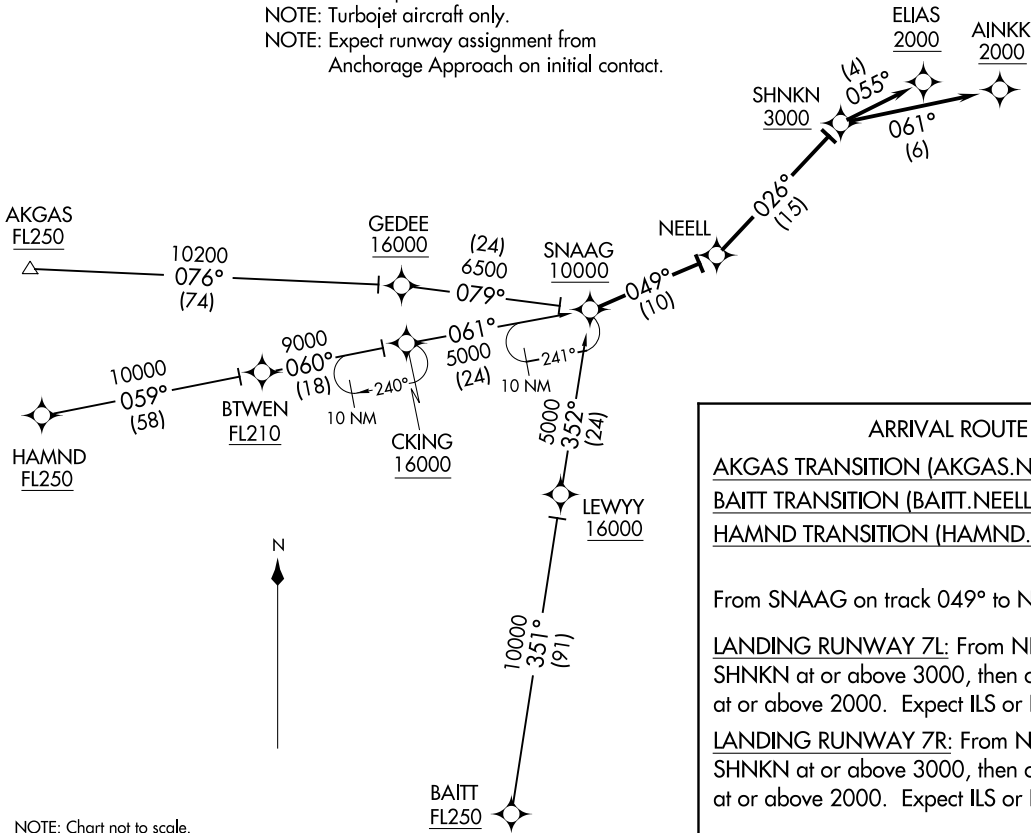 NOTE: Turbojet aircraft only.
NOTE: Expect runway assignment from
Anchorage Approach on initial contact.
ELIAS
2000
AINKK
2000
SHNKN
3000
(4)
055°
061°
(6)
026°
(15)
AKGAS
FL250
10200
076°
(74)
GEDEE
16000
(24)
6500
079°
SNAAG
10000
NEELL
049°
(10)
061°
5000
(24)
241°
10 NM
9000
060°
(18)
240°
10 NM
10000
059°
(58)
BTWEN
FL210
HAMND
FL250
CKING
16000
N
5000
352°
(24)
LEWYY
16000
N
10000
351°
(91)
BAITT
FL250
NOTE: Chart not to scale.
ARRIVAL ROUTE
AKGAS TRANSITION (AKGAS.N
BAITT TRANSITION (BAITT.NEELL
HAMND TRANSITION (HAMND.
From SNAAG on track 049° to N
LANDING RUNWAY 7L: From N
SHNKN at or above 3000, then
at or above 2000. Expect ILS or
LANDING RUNWAY 7R: From N
SHNKN at or above 3000, then
at or above 2000. Expect ILS or